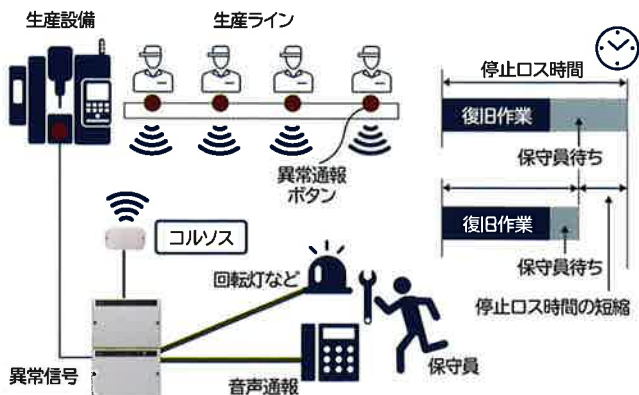 生産設備
生産ライン
停止ロス時間
復旧作業
保守員待ち
異常通報
ボタン
コルソス
復旧作業
保守員待ち
回転灯など
停止ロス時間の短縮
保守員
異常信号
音声通報